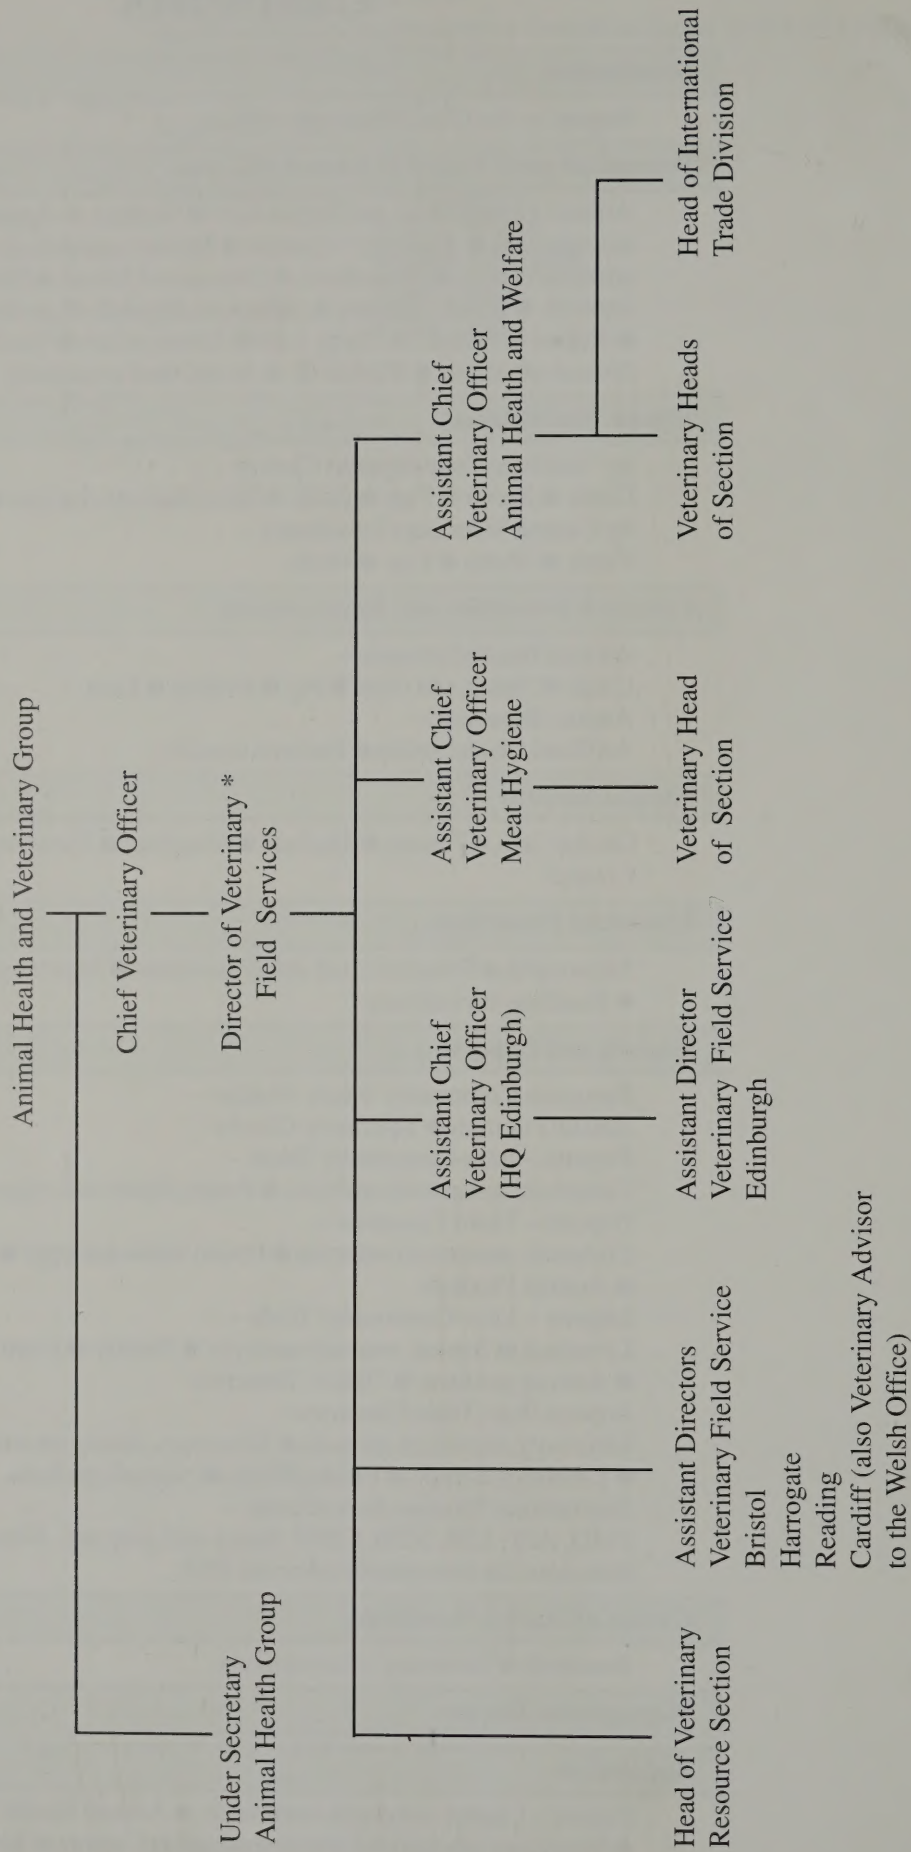 Animal Health and Veterinary Group
Chief Veterinary Officer
Under Secretary
Animal Health Group
Director of Veterinary *
Field Services
Assistant Chief
Veterinary Officer
(HQ Edinburgh)
Assistant Chief
Veterinary Officer
Meat Hygiene
Assistant Chief
Veterinary Officer
Animal Health and Welfare
Head of Veterinary
Resource Section
Assistant Directors
Veterinary Field Service
Bristol
Harrogate
Reading
Cardiff (also Veterinary Advisor
to the Welsh Office)
Assistant Director
Veterinary Field Service
Edinburgh
Veterinary Head
of Section
Veterinary Heads
of Section
Head of International
Trade Division